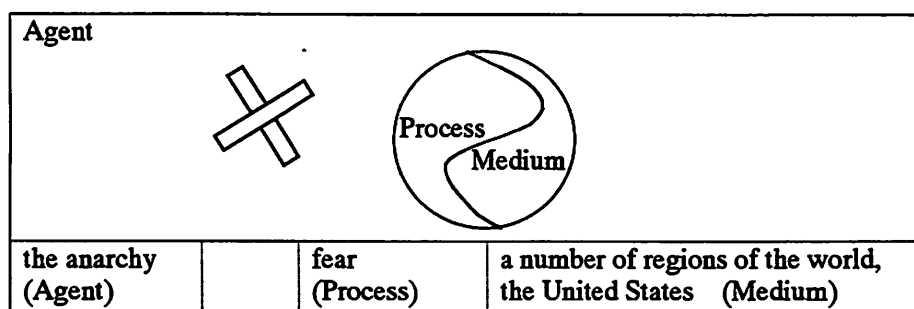 Agent
Process
Medium
the anarchy
(Agent)
fear
(Process)
a number of regions of the world,
the United States (Medium)